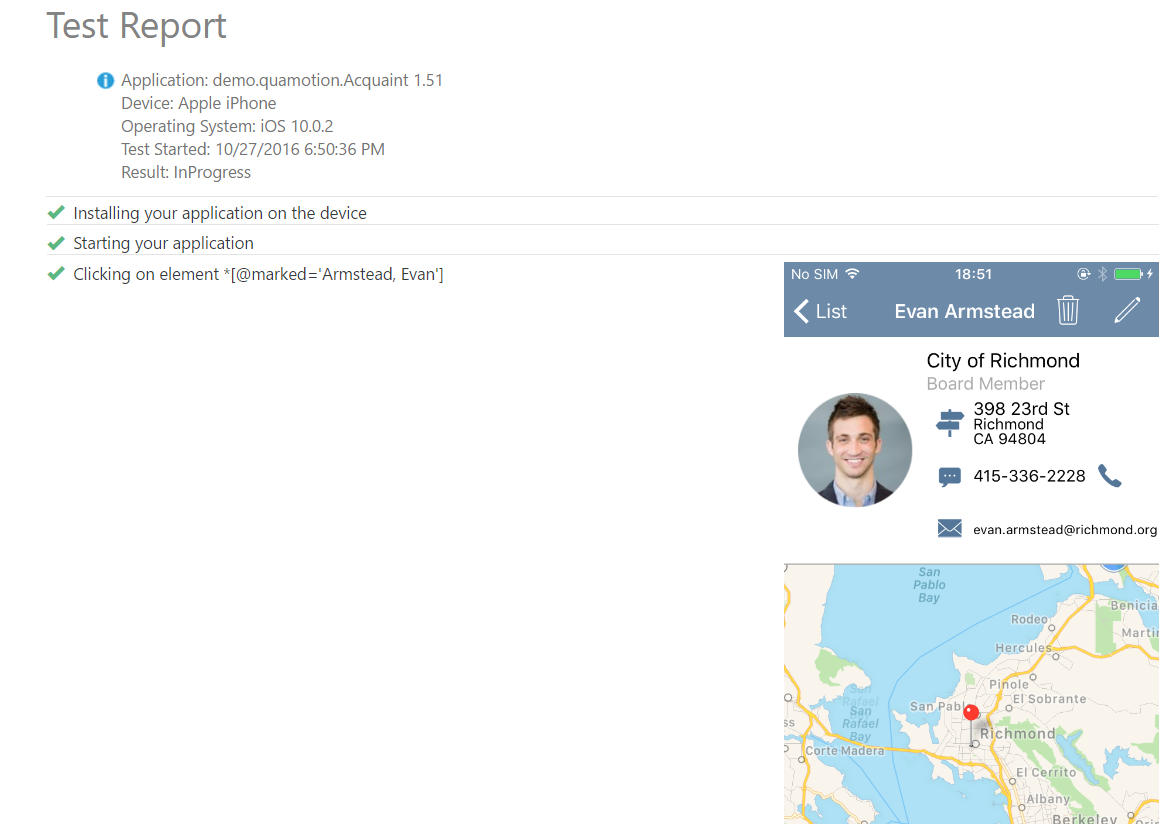 Test Report
Application: demo.quamotion.Acquaint 1.51
Device: Apple iPhone
Operating System: iOS 10.0.2
Test Started: 10/27/2016 6:50:36 PM
Result: InProgress
Installing your application on the device
Starting your application
Clicking on element *[@marked='Armstead, Evan']
No SIM 18:51
List Evan Armstead
City of Richmond
Board Member
398 23rd St
Richmond
CA 94804
415-336-2228
evan.armstead@richmond.org
San
Pablo
Bay
Benicia
Rodeo
Martin
Hercules
Pinole
El Sobrante
San
Rafael
San Pabl
San
Rafael
Bay
ss
Richmond
Corte Madera
El Cerrito
Albany
Berkeley